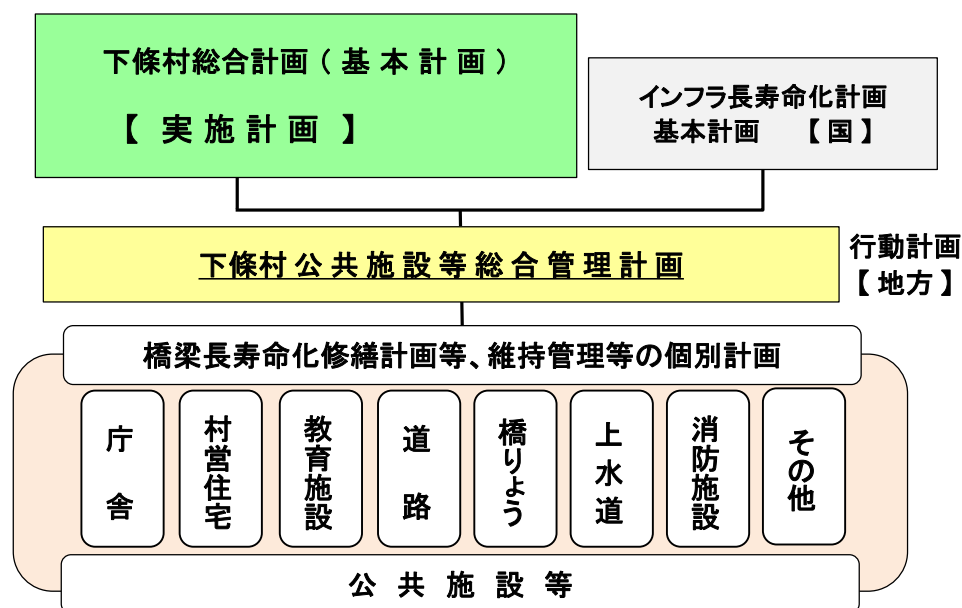 下條村総合計画（基本計画）
【実施計画】
インフラ長寿命化計画
基本計画　【国】
下條村公共施設等総合管理計画
行動計画
【地方】
橋梁長寿命化修繕計画等、維持管理等の個別計画
庁舎
村営住宅
教育施設
道路
橋りょう
上水道
消防施設
その他
公共施設等